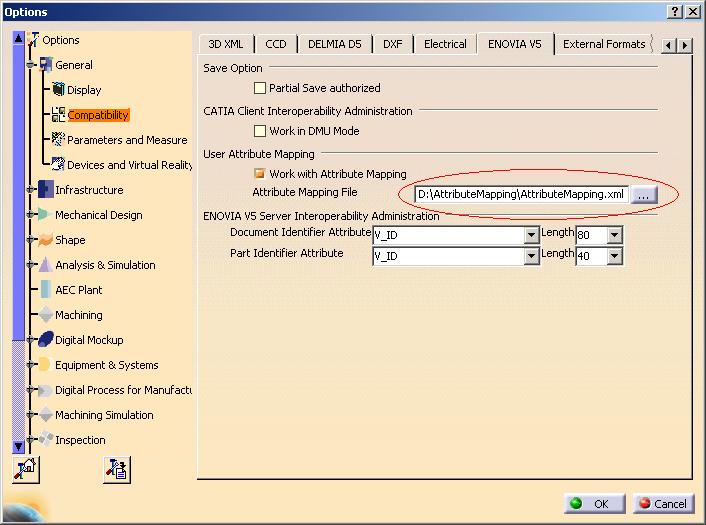 Options
Options
General
Display
Compatibility
Parameters and Measure
Devices and Virtual Reality
Infrastructure
Mechanical Design
Shape
Analysis & Simulation
AEC Plant
Machining
Digital Mockup
Equipment & Systems
Digital Process for Manufactu
Machining Simulation
Inspection
3D XML
CCD
DELMIA D5
DXF
Electrical
ENOVIA V5
External Formats
Save Option
Partial Save authorized
CATIA Client Interoperability Administration
Work in DMU Mode
User Attribute Mapping
Work with Attribute Mapping
Attribute Mapping File
D:\AttributeMapping\AttributeMapping.xml
...
ENOVIA V5 Server Interoperability Administration
Document Identifier Attribute V_ID Length 80
Part Identifier Attribute V_ID Length 40
OK
Cancel